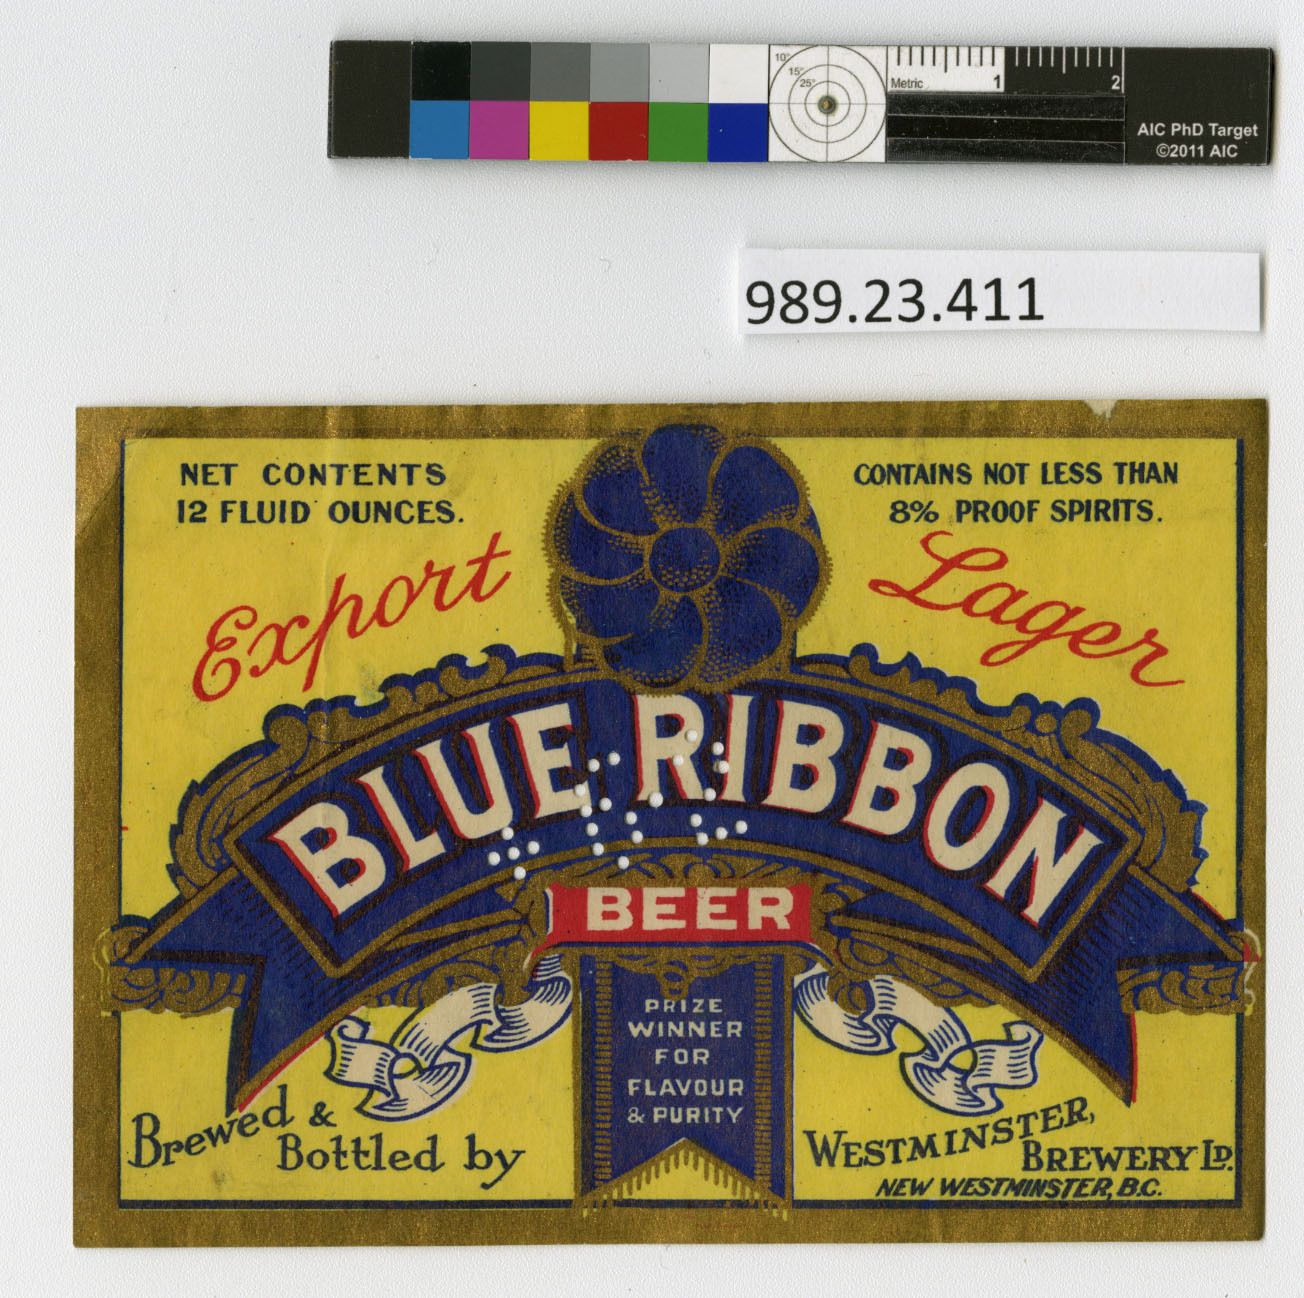 10°
15°
25°
Metric 1 2
AIC PhD Target
©2011 AIC
989.23.411
NET CONTENTS
12 FLUID OUNCES.
CONTAINS NOT LESS THAN
8% PROOF SPIRITS.
Export Lager
BLUE RIBBON
BEER
PRIZE
WINNER
FOR
FLAVOUR
& PURITY
Brewed &
Bottled by
WESTMINSTER,
BREWERY LD.
NEW WESTMINSTER, B.C.